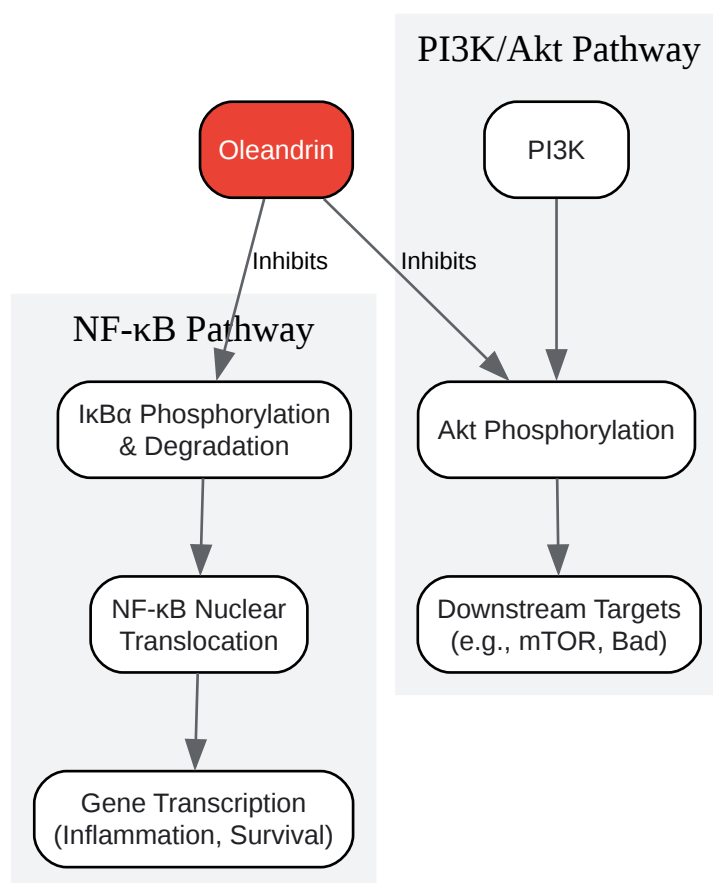 PI3K/Akt Pathway
Oleandrin
PI3K
Inhibits
Inhibits
NF-κB Pathway
IκBα Phosphorylation
& Degradation
Akt Phosphorylation
NF-κB Nuclear
Translocation
Downstream Targets
(e.g., mTOR, Bad)
Gene Transcription
(Inflammation, Survival)